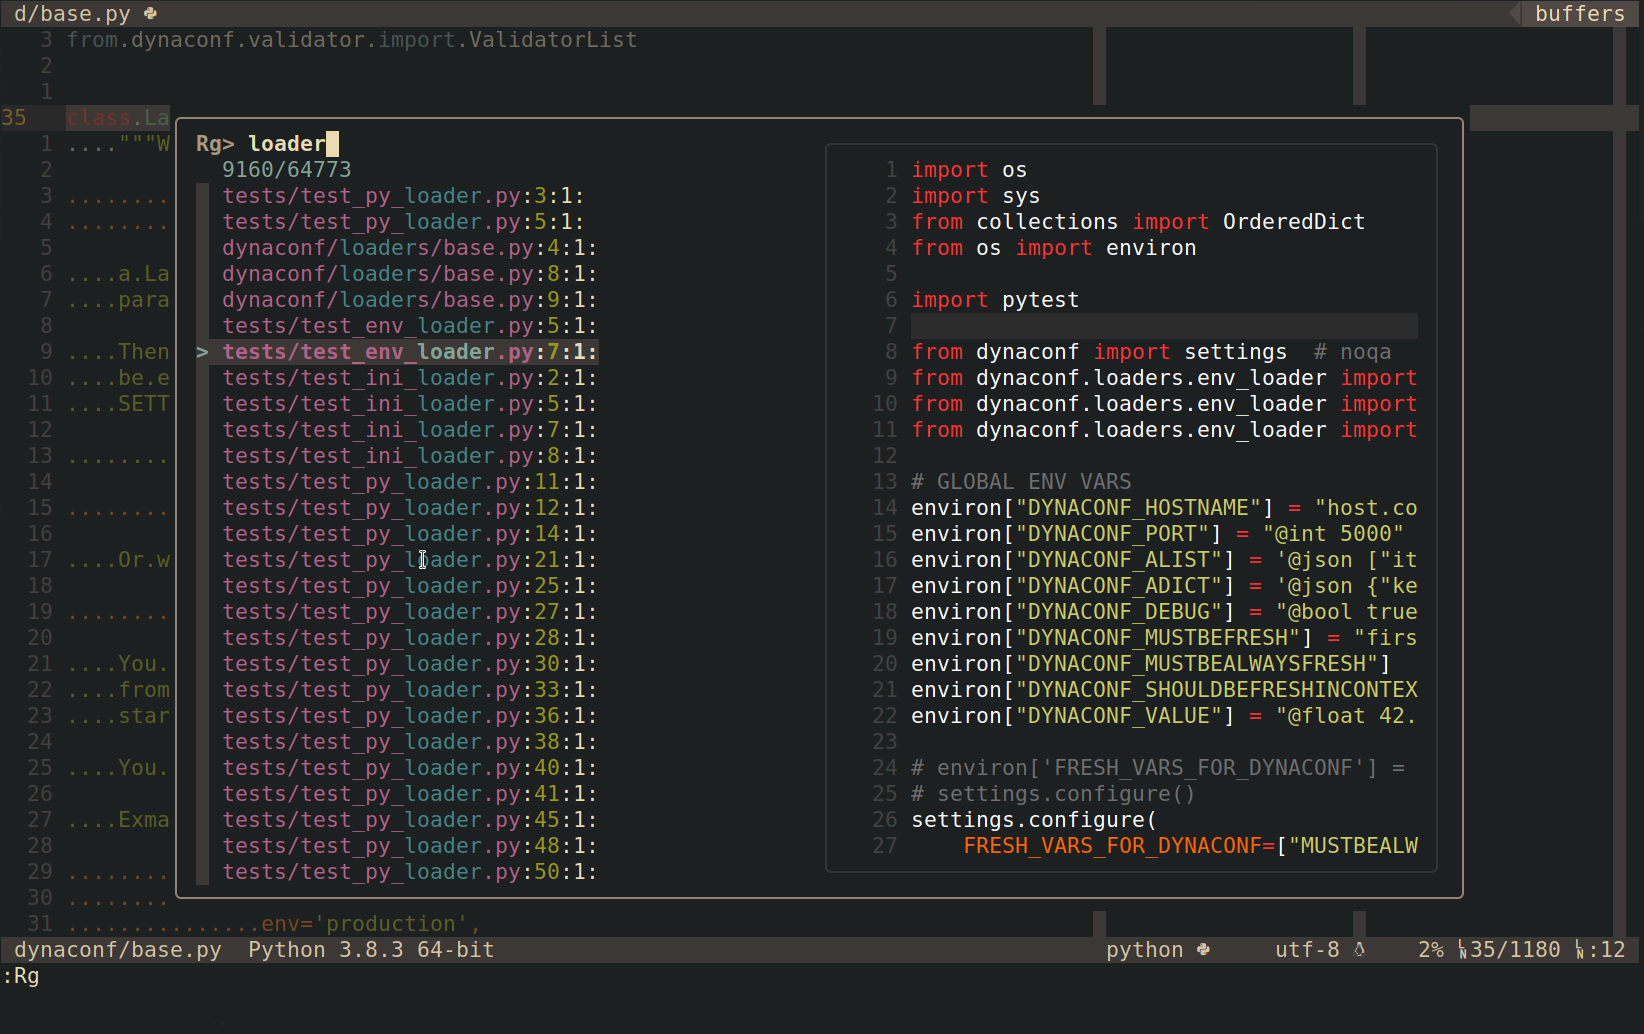 d/base.py
buffers
3 from.dynaconf.validator.import.ValidatorList
2
1
35 class.La
1 ...."""W
2
3 ........
4 ........
5
6 ....a.La
7 ....para
8
9 ....Then
10 ....be.e
11 ....SETT
12
13 ........
14
15 ........
16
17 ....Or.w
18
19 ........
20
21 ....You.
22 ....from
23 ....star
24
25 ....You.
26
27 ....Exma
28
29 ........
30 ........
31 ...............env='production',
Rg> loader
9160/64773
tests/test_py_loader.py:3:1:
tests/test_py_loader.py:5:1:
dynaconf/loaders/base.py:4:1:
dynaconf/loaders/base.py:8:1:
dynaconf/loaders/base.py:9:1:
tests/test_env_loader.py:5:1:
> tests/test_env_loader.py:7:1:
tests/test_ini_loader.py:2:1:
tests/test_ini_loader.py:5:1:
tests/test_ini_loader.py:7:1:
tests/test_ini_loader.py:8:1:
tests/test_py_loader.py:11:1:
tests/test_py_loader.py:12:1:
tests/test_py_loader.py:14:1:
tests/test_py_loader.py:21:1:
tests/test_py_loader.py:25:1:
tests/test_py_loader.py:27:1:
tests/test_py_loader.py:28:1:
tests/test_py_loader.py:30:1:
tests/test_py_loader.py:33:1:
tests/test_py_loader.py:36:1:
tests/test_py_loader.py:38:1:
tests/test_py_loader.py:40:1:
tests/test_py_loader.py:41:1:
tests/test_py_loader.py:45:1:
tests/test_py_loader.py:48:1:
tests/test_py_loader.py:50:1:
1 import os
2 import sys
3 from collections import OrderedDict
4 from os import environ
5
6 import pytest
7
8 from dynaconf import settings  # noqa
9 from dynaconf.loaders.env_loader import
10 from dynaconf.loaders.env_loader import
11 from dynaconf.loaders.env_loader import
12
13 # GLOBAL ENV VARS
14 environ["DYNACONF_HOSTNAME"] = "host.co
15 environ["DYNACONF_PORT"] = "@int 5000"
16 environ["DYNACONF_ALIST"] = '@json ["it
17 environ["DYNACONF_ADICT"] = '@json {"ke
18 environ["DYNACONF_DEBUG"] = "@bool true
19 environ["DYNACONF_MUSTBEFRESH"] = "firs
20 environ["DYNACONF_MUSTBEALWAYSFRESH"]
21 environ["DYNACONF_SHOULDBEFRESHINCONTEX
22 environ["DYNACONF_VALUE"] = "@float 42.
23
24 # environ['FRESH_VARS_FOR_DYNACONF'] =
25 # settings.configure()
26 settings.configure(
27     FRESH_VARS_FOR_DYNACONF=["MUSTBEALW
dynaconf/base.py  Python 3.8.3 64-bit
python  utf-8  2% 35/1180 :12
:Rg